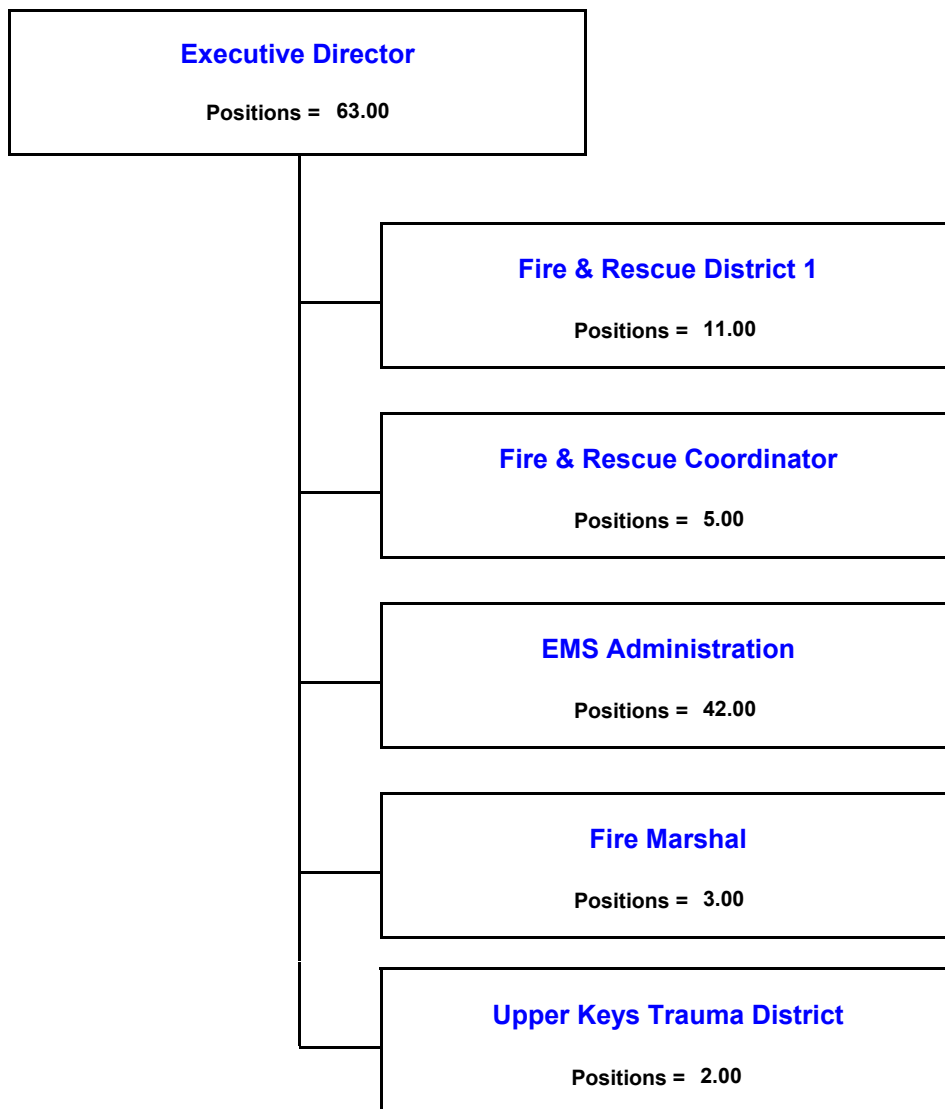 Executive Director
Positions = 63.00
Fire & Rescue District 1
Positions = 11.00
Fire & Rescue Coordinator
Positions = 5.00
EMS Administration
Positions = 42.00
Fire Marshal
Positions = 3.00
Upper Keys Trauma District
Positions = 2.00